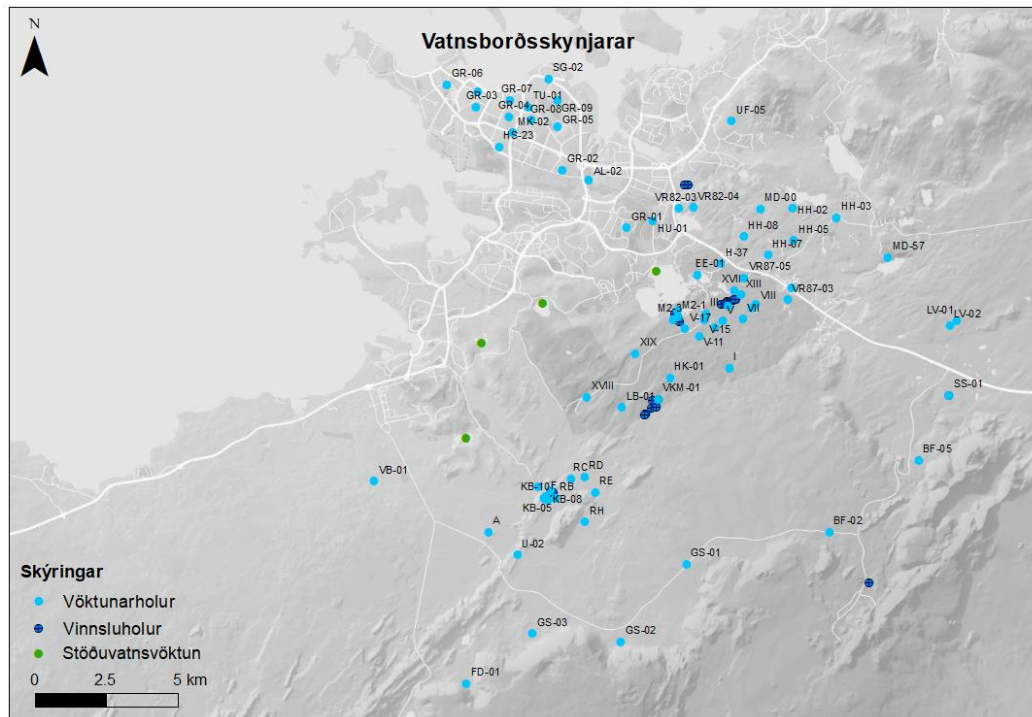 N
Vatnsborðsskynjarar
SG-02
GR-06
GR-07
TU-01
GR-03
GR-04
GR-08
GR-09
MK-02
GR-05
HS-23
UF-05
GR-02
AL-02
VR82-03
VR82-04
MD-00
HH-02
HH-03
GR-01
HU-01
HH-08
HH-05
HH-07
H-37
MD-57
EE-01
VR87-05
XVII
XIII
VR87-03
M2-3
M2-1
III
V
VIII
VII
V-17
V-15
V-11
LV-01
LV-02
XIX
HK-01
I
XVIII
LB-01
VKM-01
SS-01
BF-05
VB-01
RC
RD
KB-10
F
RB
RE
KB-05
KB-08
RH
A
BF-02
GS-01
GS-03
GS-02
FD-01
Skýringar
Vöktunarholur
Vinnsluholur
Stöðuvatnsvöktun
0 2.5 5 km